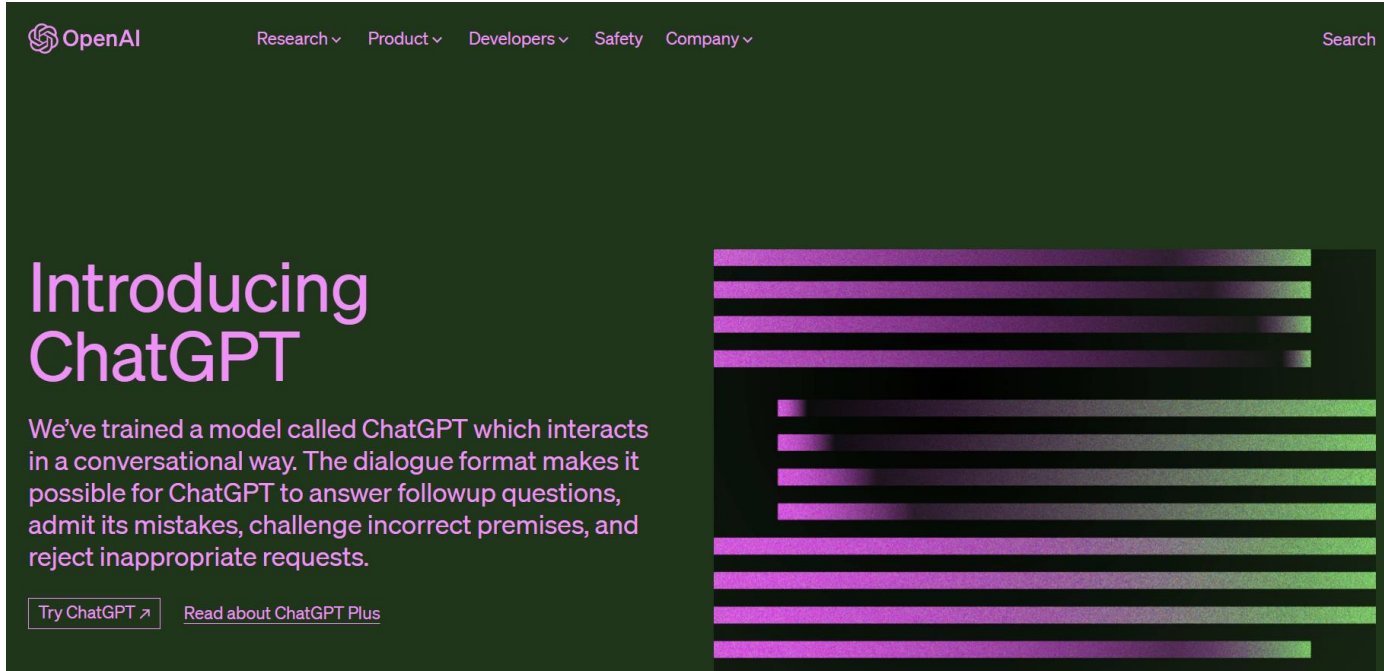 OpenAI
Research Product Developers Safety Company
Search
Introducing
ChatGPT
We’ve trained a model called ChatGPT which interacts
in a conversational way. The dialogue format makes it
possible for ChatGPT to answer followup questions,
admit its mistakes, challenge incorrect premises, and
reject inappropriate requests.
Try ChatGPT ↗
Read about ChatGPT Plus